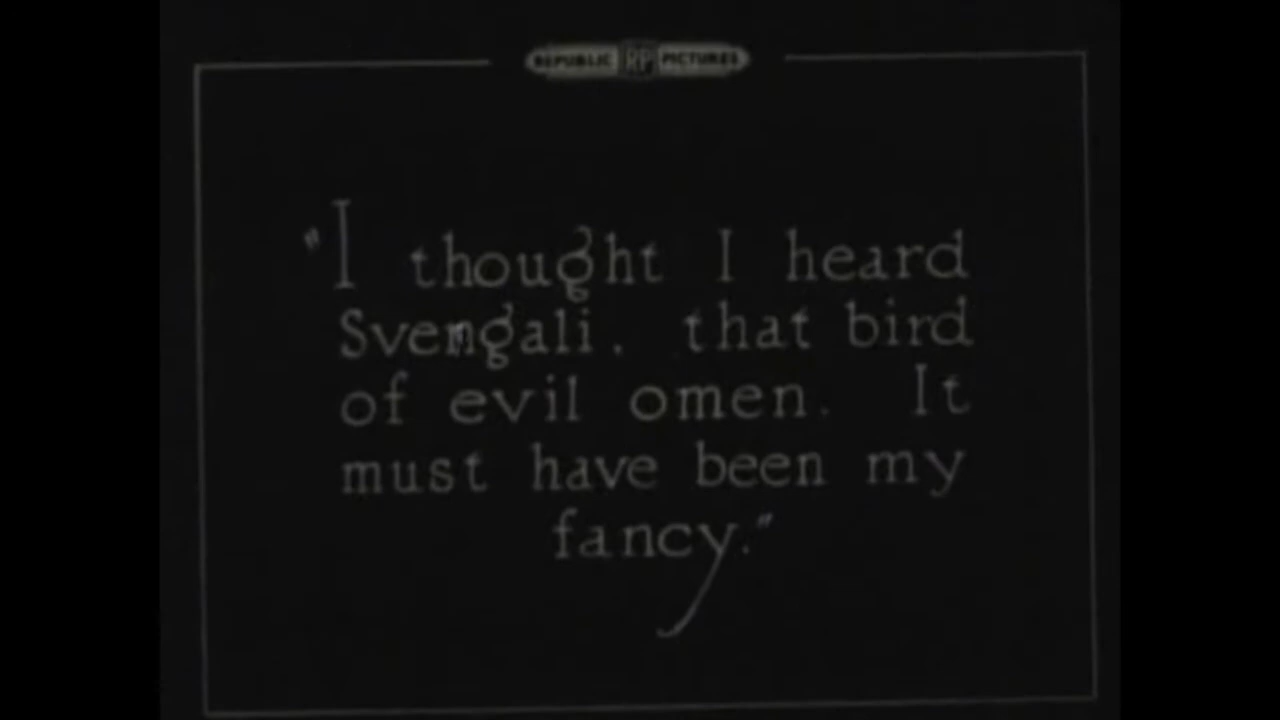 REPUBLIC RP PICTURES
"I thought I heard
Svengali, that bird
of evil omen. It
must have been my
fancy."